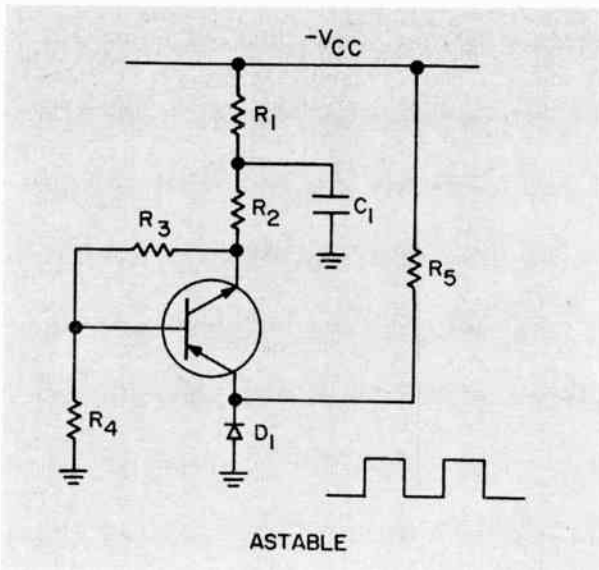 -VCC
R1
R2
C1
R3
R5
R4
D1
ASTABLE